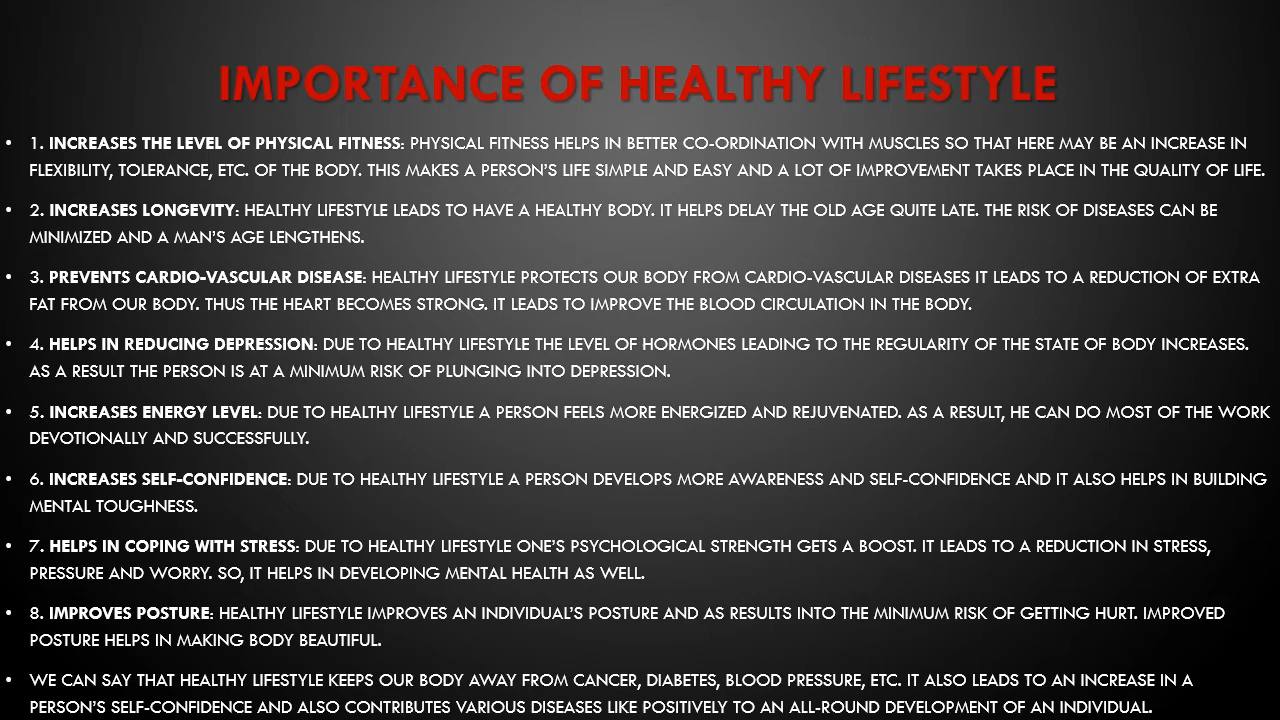 IMPORTANCE OF HEALTHY LIFESTYLE
• 1. INCREASES THE LEVEL OF PHYSICAL FITNESS: PHYSICAL FITNESS HELPS IN BETTER CO-ORDINATION WITH MUSCLES SO THAT HERE MAY BE AN INCREASE IN
FLEXIBILITY, TOLERANCE, ETC. OF THE BODY. THIS MAKES A PERSON'S LIFE SIMPLE AND EASY AND A LOT OF IMPROVEMENT TAKES PLACE IN THE QUALITY OF LIFE.
• 2. INCREASES LONGEVITY: HEALTHY LIFESTYLE LEADS TO HAVE A HEALTHY BODY. IT HELPS DELAY THE OLD AGE QUITE LATE. THE RISK OF DISEASES CAN BE
MINIMIZED AND A MAN'S AGE LENGTHENS.
• 3. PREVENTS CARDIO-VASCULAR DISEASE: HEALTHY LIFESTYLE PROTECTS OUR BODY FROM CARDIO-VASCULAR DISEASES IT LEADS TO A REDUCTION OF EXTRA
FAT FROM OUR BODY. THUS THE HEART BECOMES STRONG. IT LEADS TO IMPROVE THE BLOOD CIRCULATION IN THE BODY.
• 4. HELPS IN REDUCING DEPRESSION: DUE TO HEALTHY LIFESTYLE THE LEVEL OF HORMONES LEADING TO THE REGULARITY OF THE STATE OF BODY INCREASES.
AS A RESULT THE PERSON IS AT A MINIMUM RISK OF PLUNGING INTO DEPRESSION.
• 5. INCREASES ENERGY LEVEL: DUE TO HEALTHY LIFESTYLE A PERSON FEELS MORE ENERGIZED AND REJUVENATED. AS A RESULT, HE CAN DO MOST OF THE WORK
DEVOTIONALLY AND SUCCESSFULLY.
• 6. INCREASES SELF-CONFIDENCE: DUE TO HEALTHY LIFESTYLE A PERSON DEVELOPS MORE AWARENESS AND SELF-CONFIDENCE AND IT ALSO HELPS IN BUILDING
MENTAL TOUGHNESS.
• 7. HELPS IN COPING WITH STRESS: DUE TO HEALTHY LIFESTYLE ONE'S PSYCHOLOGICAL STRENGTH GETS A BOOST. IT LEADS TO A REDUCTION IN STRESS,
PRESSURE AND WORRY. SO, IT HELPS IN DEVELOPING MENTAL HEALTH AS WELL.
• 8. IMPROVES POSTURE: HEALTHY LIFESTYLE IMPROVES AN INDIVIDUAL'S POSTURE AND AS RESULTS INTO THE MINIMUM RISK OF GETTING HURT. IMPROVED
POSTURE HELPS IN MAKING BODY BEAUTIFUL.
• WE CAN SAY THAT HEALTHY LIFESTYLE KEEPS OUR BODY AWAY FROM CANCER, DIABETES, BLOOD PRESSURE, ETC. IT ALSO LEADS TO AN INCREASE IN A
PERSON'S SELF-CONFIDENCE AND ALSO CONTRIBUTES VARIOUS DISEASES LIKE POSITIVELY TO AN ALL-ROUND DEVELOPMENT OF AN INDIVIDUAL.